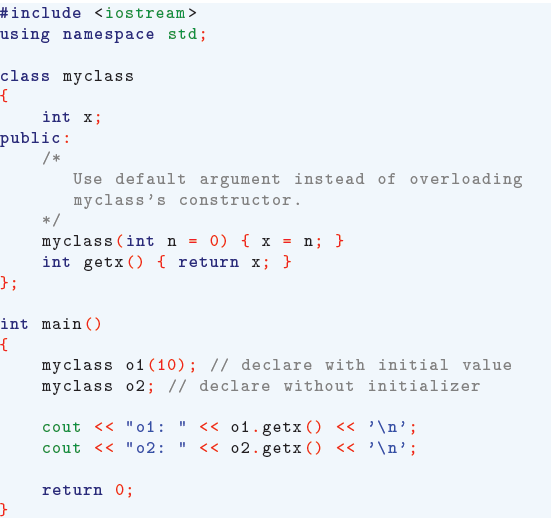 #include <iostream>
using namespace std;
class myclass
{
int x;
public:
/*
Use default argument instead of overloading
myclass's constructor.
*/
myclass(int n = 0) { x = n; }
int getx() { return x; }
};
int main()
{
myclass o1(10); // declare with initial value
myclass o2; // declare without initializer
cout << "o1: " << o1.getx() << '\n';
cout << "o2: " << o2.getx() << '\n';
return 0;
}